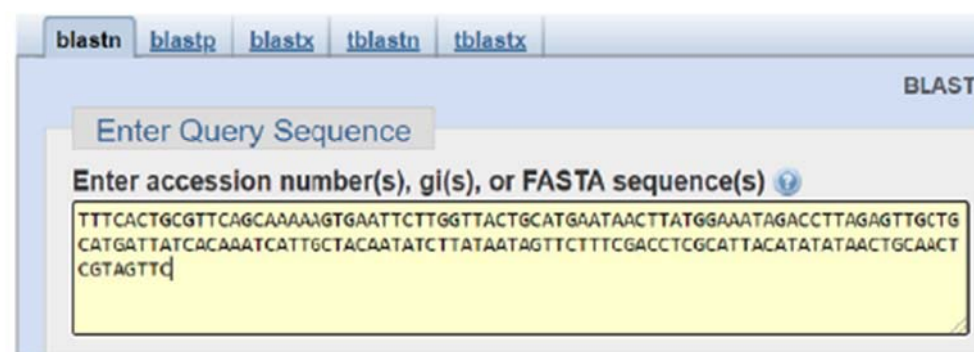 blastn blastp blastx tblastn tblastx
BLAST
Enter Query Sequence
Enter accession number(s), gi(s), or FASTA sequence(s)
TTTCACTGCGTTCAGCAAAAAGTGAATTCTTGGTTACTGCATGAATAACTTATGGAAATAGACCTTAGAGTTGCTG
CATGATTATCACAAATCATTGCTACAATATCTTATAATAGTTCTTTCGACCTCGCATTACATATATAACTGCAACT
CGTAGTTC